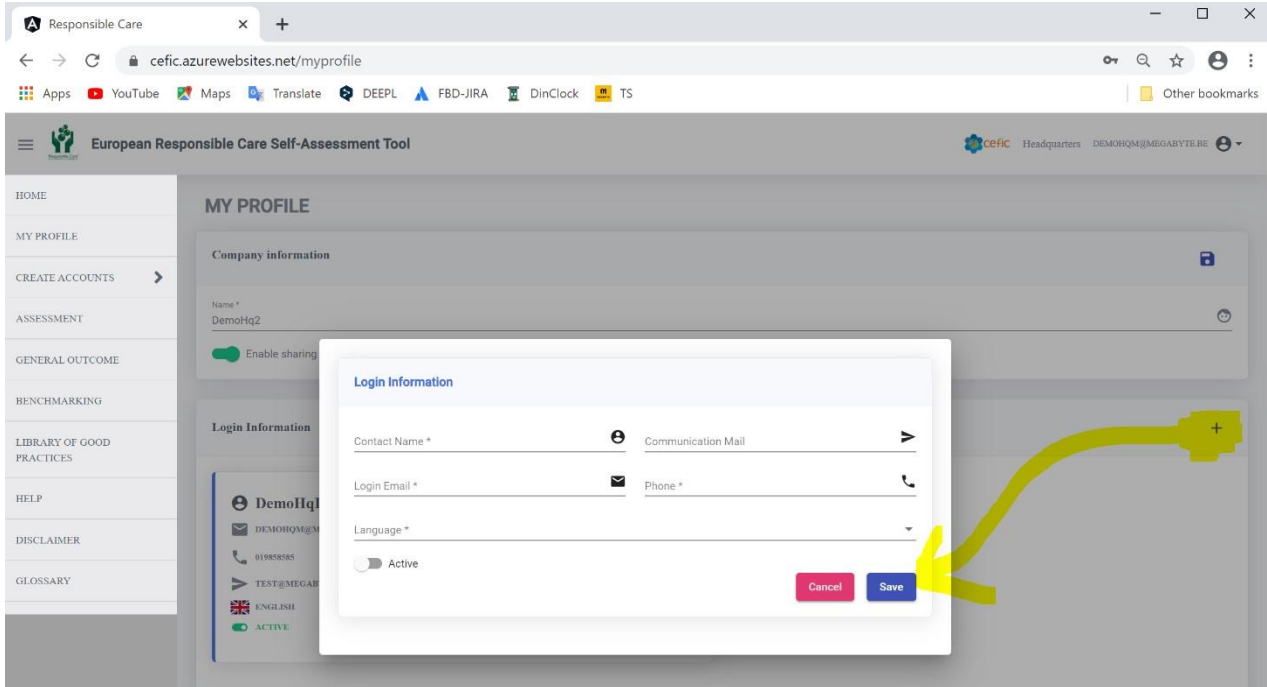 Responsible Care
cefic.azurewebsites.net/myprofile
Apps YouTube Maps Translate DEEPL FBD-JIRA DinClock TS Other bookmarks
European Responsible Care Self-Assessment Tool
cefic Headquarters DEMOHQM@MEGABYTE.BE
HOME
MY PROFILE
CREATE ACCOUNTS
ASSESSMENT
GENERAL OUTCOME
BENCHMARKING
LIBRARY OF GOOD
PRACTICES
HELP
DISCLAIMER
GLOSSARY
MY PROFILE
Company information
Name *
DemoHq2
Enable sharing
Login Information
DEMOHQM@M
019858585
TEST@MEGAB
ENGLISH
ACTIVE
Login Information
Contact Name *
Communication Mail
Login Email *
Phone *
Language *
Active
Cancel
Save